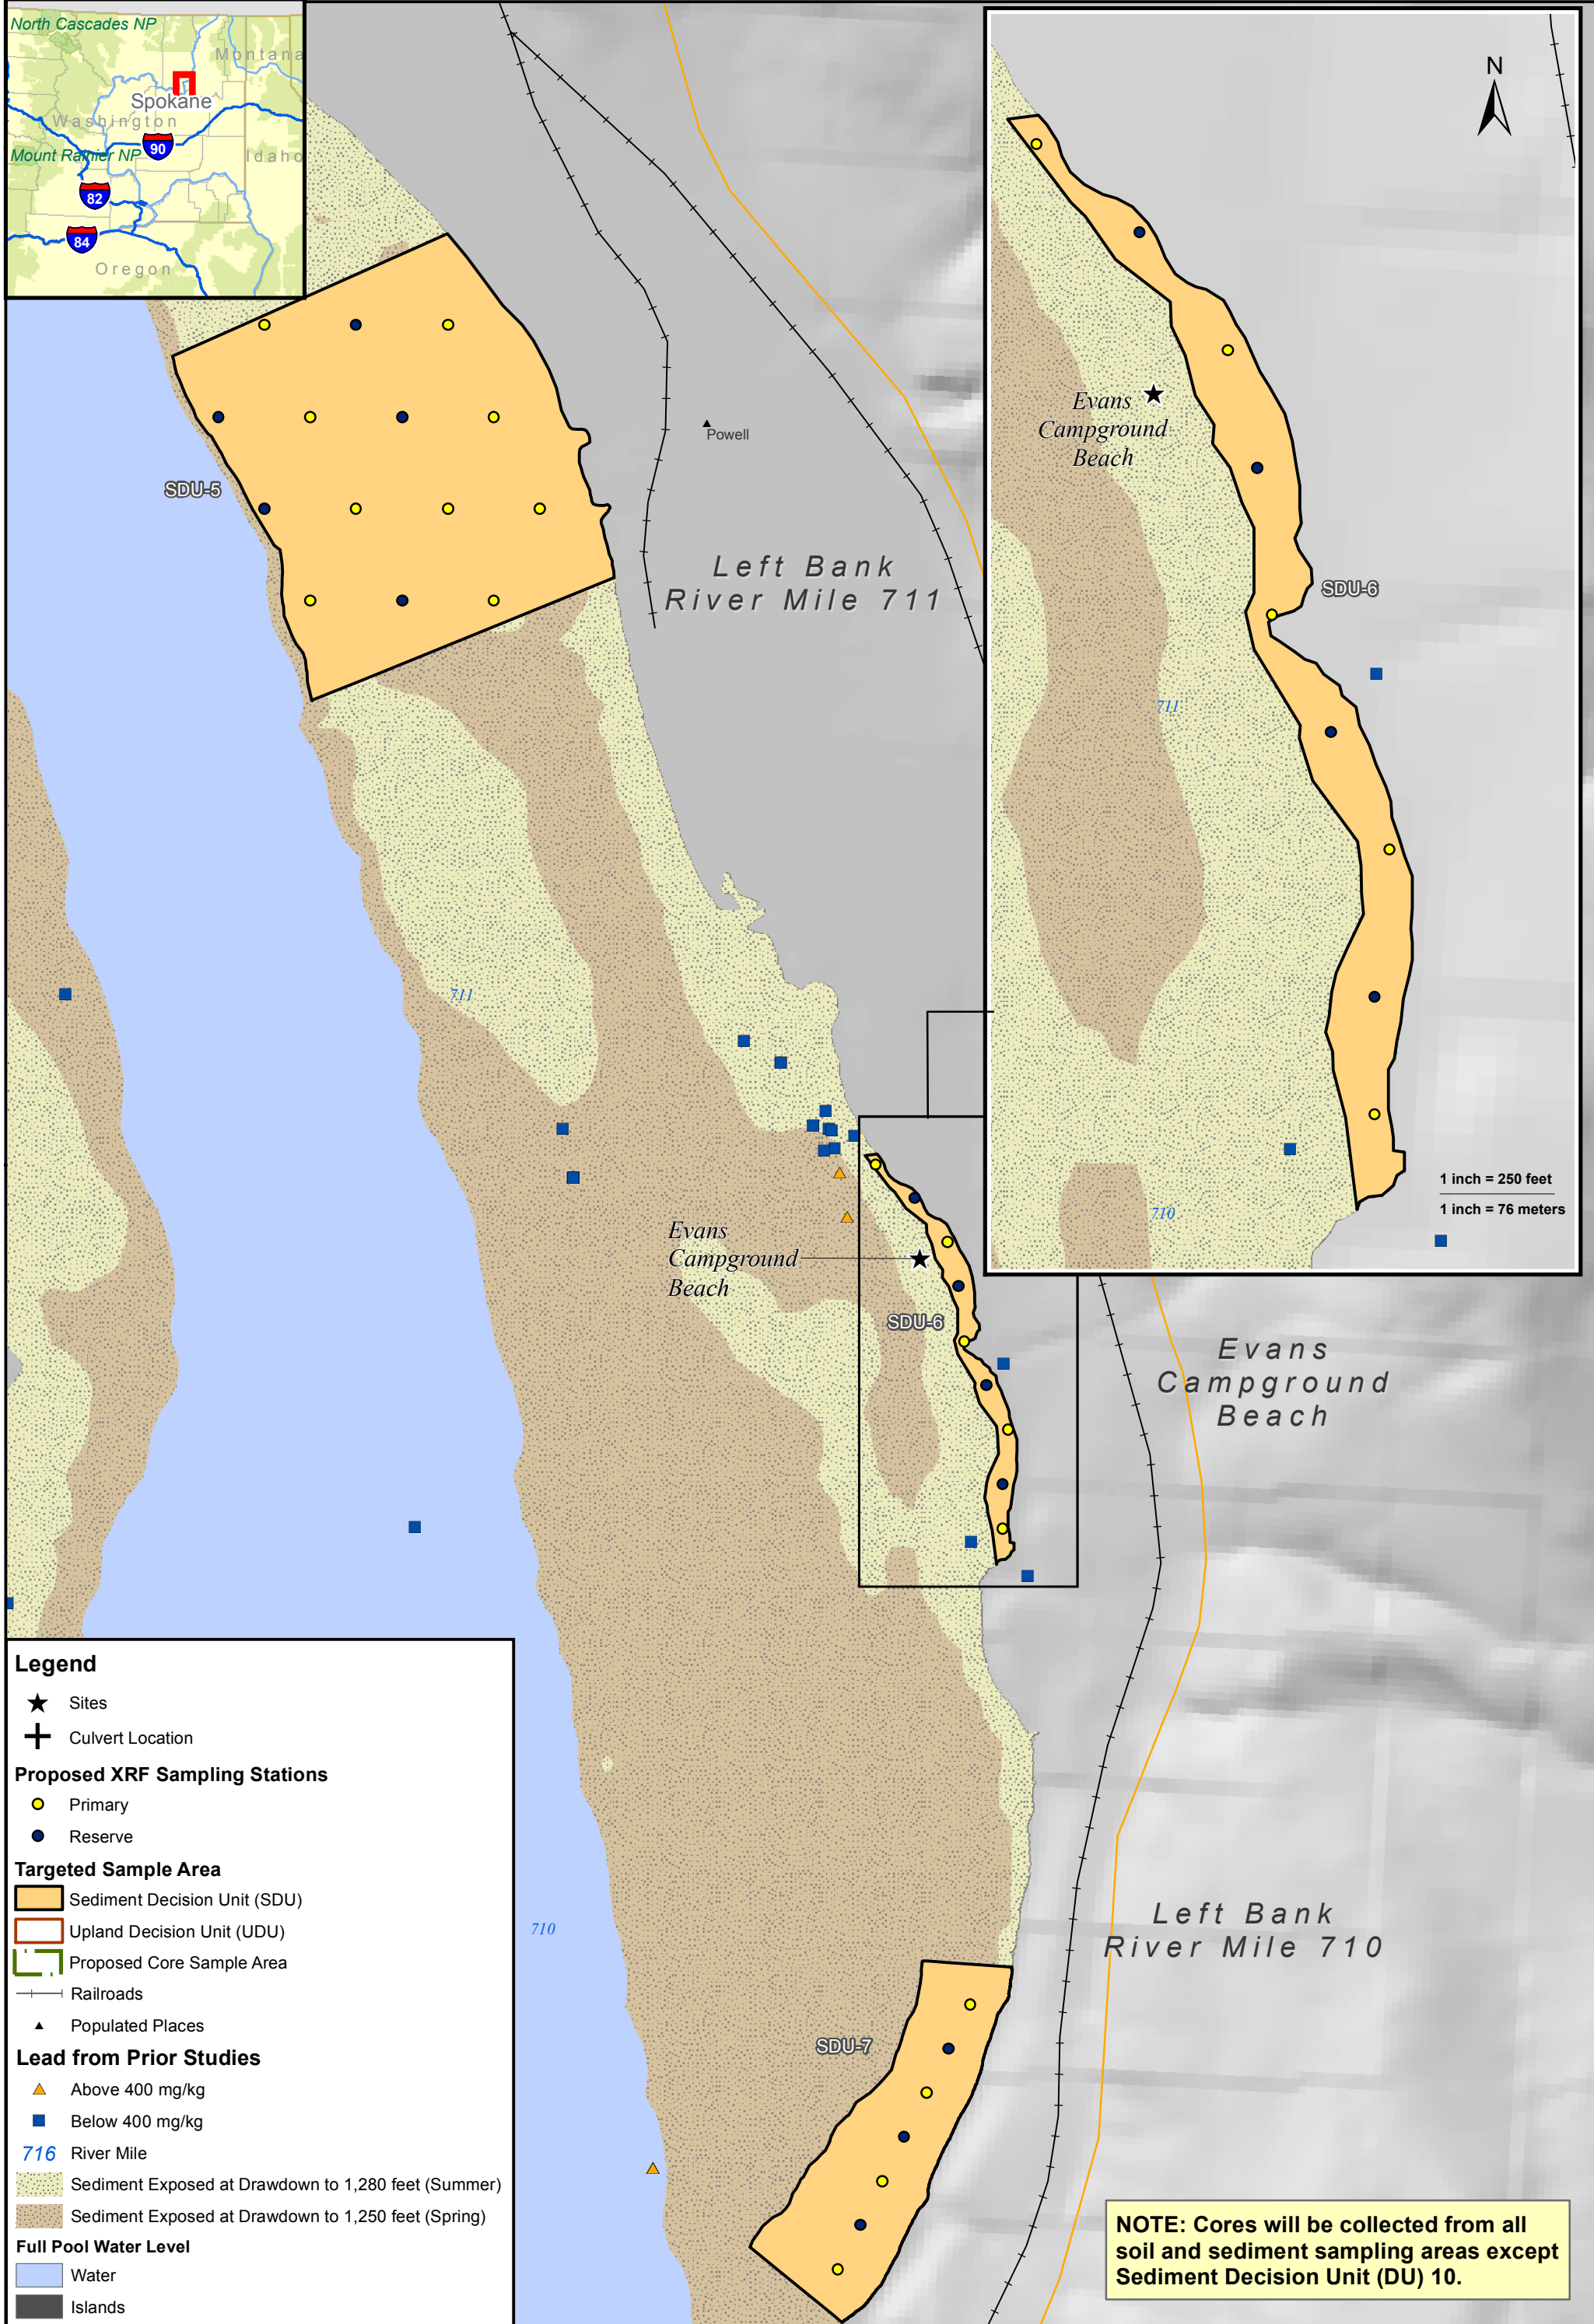 North Cascades NP
Montana
Spokane
Washington
90
Mount Rainier NP
Idaho
82
84
Oregon
N
Evans
Campground
Beach
SDU-6
711
710
1 inch = 250 feet
1 inch = 76 meters
Powell
SDU-5
Left Bank
River Mile 711
711
Evans
Campground
Beach
SDU-6
Evans
Campground
Beach
710
Left Bank
River Mile 710
SDU-7
Legend
Sites
Culvert Location
Proposed XRF Sampling Stations
Primary
Reserve
Targeted Sample Area
Sediment Decision Unit (SDU)
Upland Decision Unit (UDU)
Proposed Core Sample Area
Railroads
Populated Places
Lead from Prior Studies
Above 400 mg/kg
Below 400 mg/kg
716 River Mile
Sediment Exposed at Drawdown to 1,280 feet (Summer)
Sediment Exposed at Drawdown to 1,250 feet (Spring)
Full Pool Water Level
Water
Islands
NOTE: Cores will be collected from all
soil and sediment sampling areas except
Sediment Decision Unit (DU) 10.